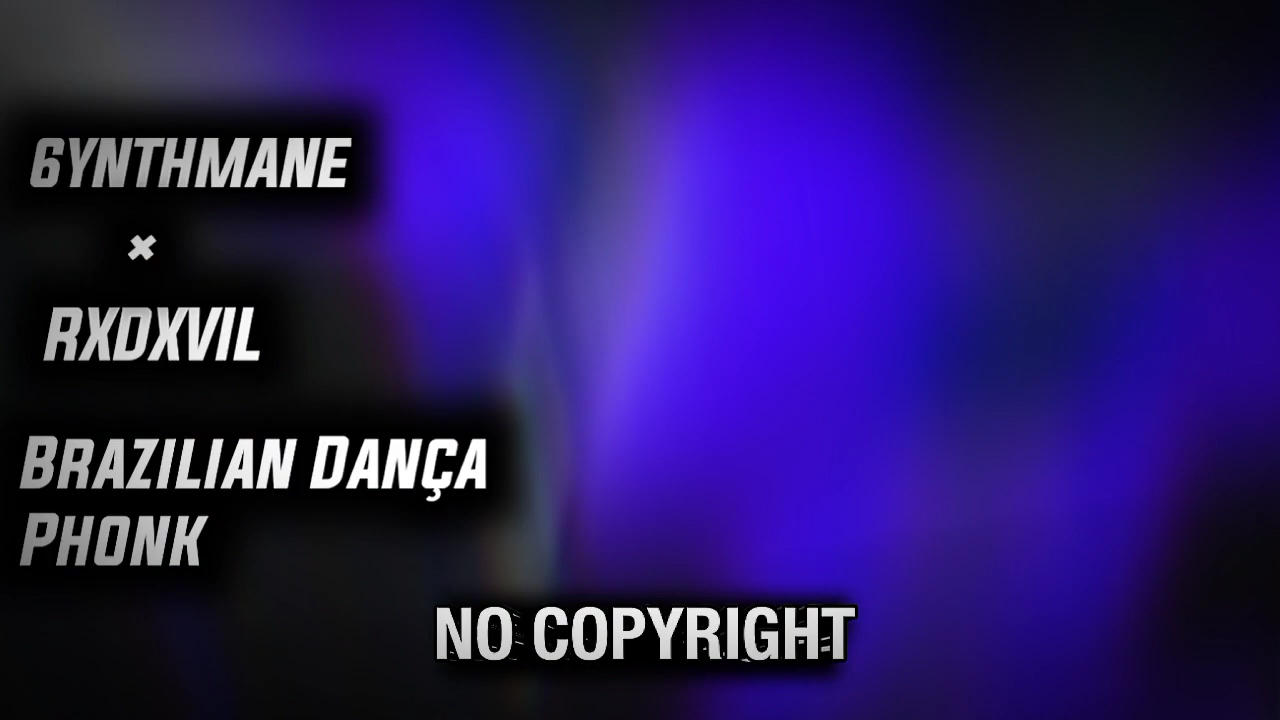 6YNTHMANE
×
RXDXVIL
BRAZILIAN DANÇA
PHONK
NO COPYRIGHT